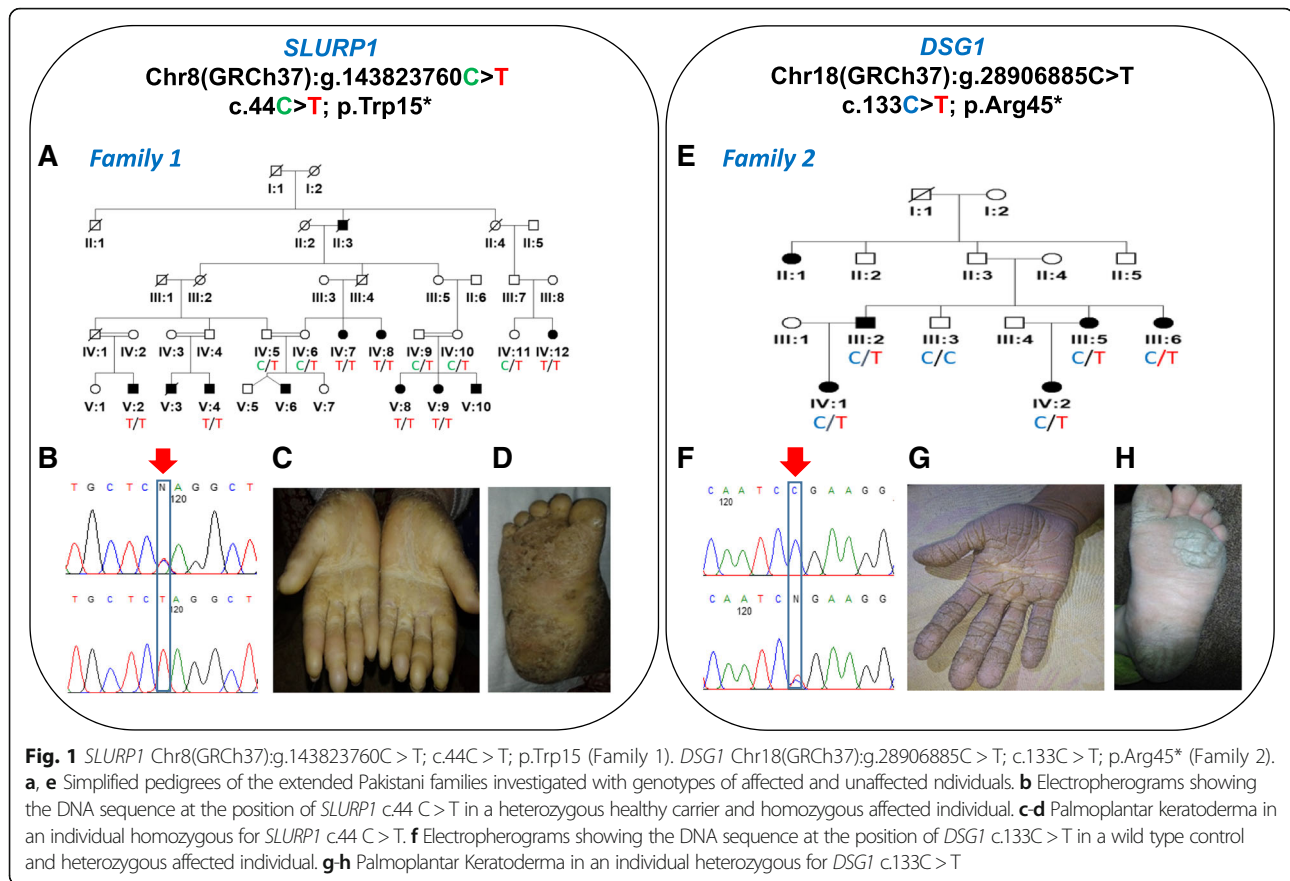 SLURP1
Chr8(GRCh37):g.143823760C>T
c.44C>T; p.Trp15*
DSG1
Chr18(GRCh37):g.28906885C>T
c.133C>T; p.Arg45*
A Family 1
I:1 I:2
II:1 II:2 II:3 II:4 II:5
III:1 III:2 III:3 III:4 III:5 II:6 III:7 III:8
IV:1 IV:2 IV:3 IV:4 IV:5 IV:6 IV:7 IV:8 IV:9 IV:10 IV:11 IV:12
C/T C/T T/T T/T C/T C/T C/T T/T
V:1 V:2 V:3 V:4 V:5 V:6 V:7 V:8 V:9 V:10
T/T T/T T/T T/T
E Family 2
I:1 I:2
II:1 II:2 II:3 II:4 II:5
III:1 III:2 III:3 III:4 III:5 III:6
C/T C/C C/T C/T
IV:1 IV:2
C/T C/T
B
T G C T C N A G G C T
120
T G C T C T A G G C T
120
C
D
F
C A A T C C G A A G G
120
C A A T C N G A A G G
120
G
H
Fig. 1 SLURP1 Chr8(GRCh37):g.143823760C > T; c.44C > T; p.Trp15 (Family 1). DSG1 Chr18(GRCh37):g.28906885C > T; c.133C > T; p.Arg45* (Family 2).
a, e Simplified pedigrees of the extended Pakistani families investigated with genotypes of affected and unaffected ndividuals. b Electropherograms showing
the DNA sequence at the position of SLURP1 c.44 C > T in a heterozygous healthy carrier and homozygous affected individual. c-d Palmoplantar keratoderma in
an individual homozygous for SLURP1 c.44 C > T. f Electropherograms showing the DNA sequence at the position of DSG1 c.133C > T in a wild type control
and heterozygous affected individual. g-h Palmoplantar Keratoderma in an individual heterozygous for DSG1 c.133C > T